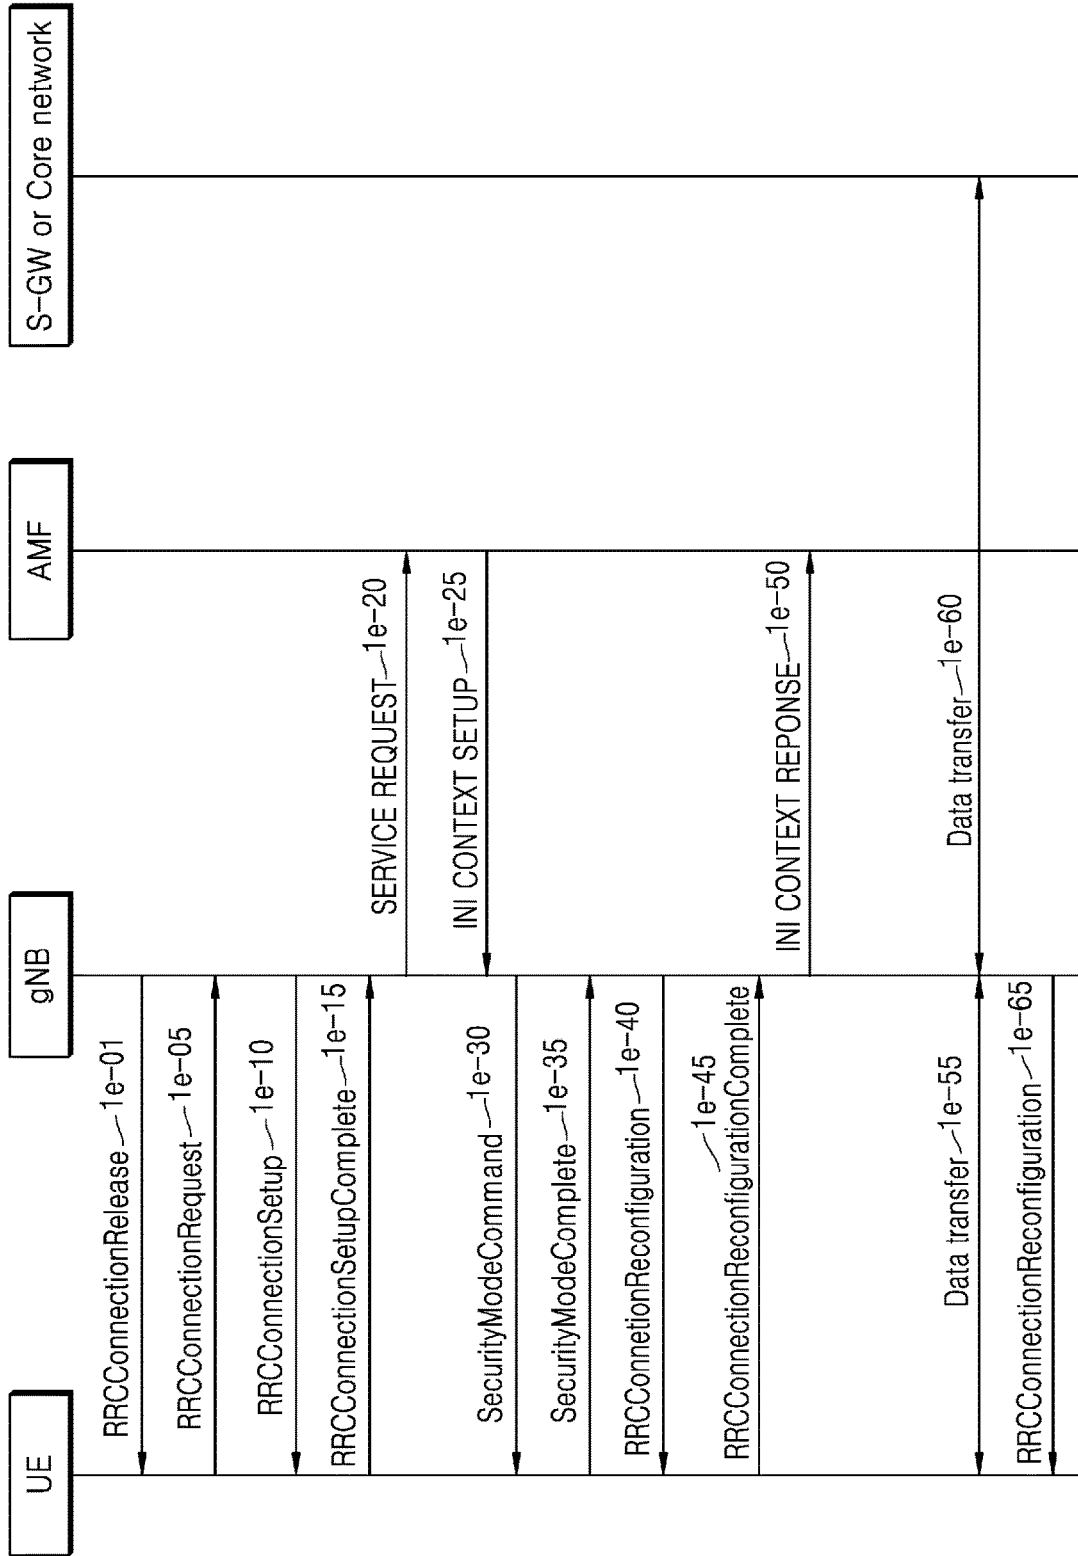 UE
gNB
AMF
S-GW or Core network
RRCConnectionRelease 1e-01
RRCConnectionRequest 1e-05
RRCConnectionSetup 1e-10
RRCConnectionSetupComplete 1e-15
SERVICE REQUEST 1e-20
INI CONTEXT SETUP 1e-25
SecurityModeCommand 1e-30
SecurityModeComplete 1e-35
RRCConnetionReconfiguration 1e-40
1e-45
RRCConnectionReconfigurationComplete
INI CONTEXT REPONSE 1e-50
Data transfer 1e-55
Data transfer 1e-60
RRCConnectionReconfiguration 1e-65